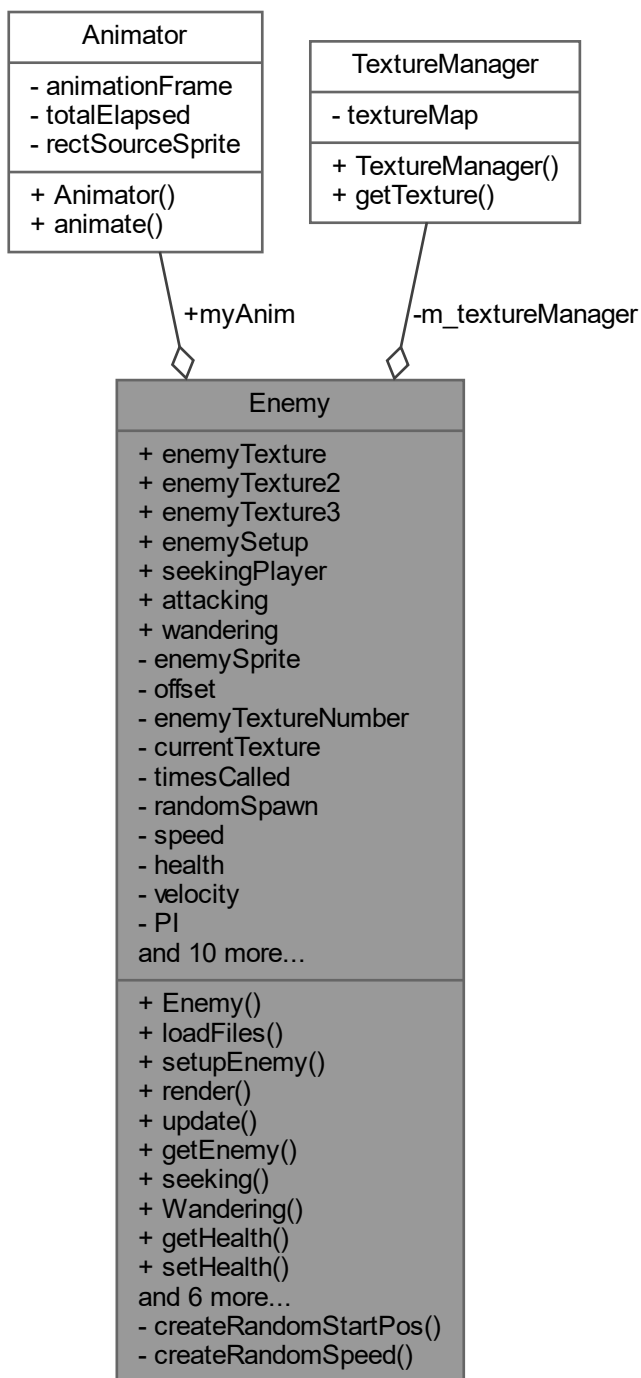 Animator
- animationFrame
- totalElapsed
- rectSourceSprite
+ Animator()
+ animate()
TextureManager
- textureMap
+ TextureManager()
+ getTexture()
+myAnim
-m_textureManager
Enemy
+ enemyTexture
+ enemyTexture2
+ enemyTexture3
+ enemySetup
+ seekingPlayer
+ attacking
+ wandering
- enemySprite
- offset
- enemyTextureNumber
- currentTexture
- timesCalled
- randomSpawn
- speed
- health
- velocity
- PI
and 10 more...
+ Enemy()
+ loadFiles()
+ setupEnemy()
+ render()
+ update()
+ getEnemy()
+ seeking()
+ Wandering()
+ getHealth()
+ setHealth()
and 6 more...
- createRandomStartPos()
- createRandomSpeed()